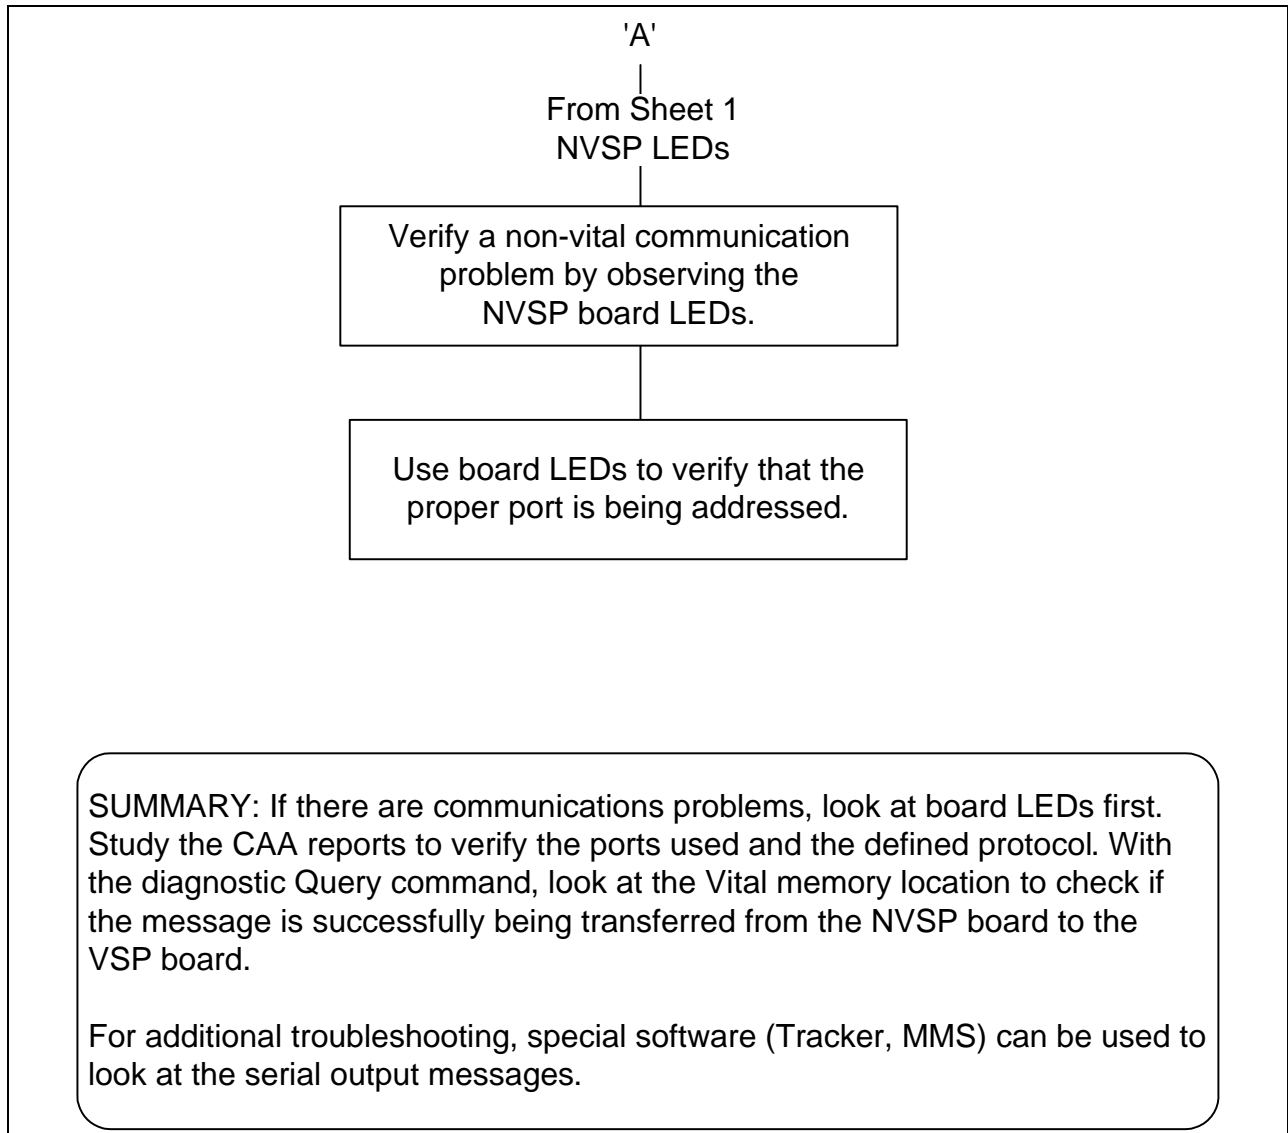 'A'
From Sheet 1
NVSP LEDs
Verify a non-vital communication
problem by observing the
NVSP board LEDs.
Use board LEDs to verify that the
proper port is being addressed.
SUMMARY: If there are communications problems, look at board LEDs first.
Study the CAA reports to verify the ports used and the defined protocol. With
the diagnostic Query command, look at the Vital memory location to check if
the message is successfully being transferred from the NVSP board to the
VSP board.
For additional troubleshooting, special software (Tracker, MMS) can be used to
look at the serial output messages.